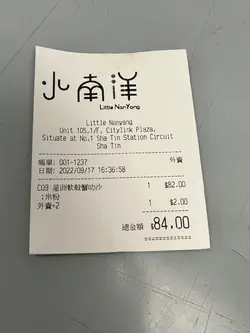 小南洋
Little NanYang
Little Nanyang
Unit 105,1/F, Citylink Plaza,
Situate at No.1 Sha Tin Station Circuit
Sha Tin
帳單: 001-1237 外賣
日期: 2022/09/17 16:36:58
C09 星洲軟殼蟹叻沙 1 $82.00
:米粉
外賣+2 1 $2.00
總金額 $84.00